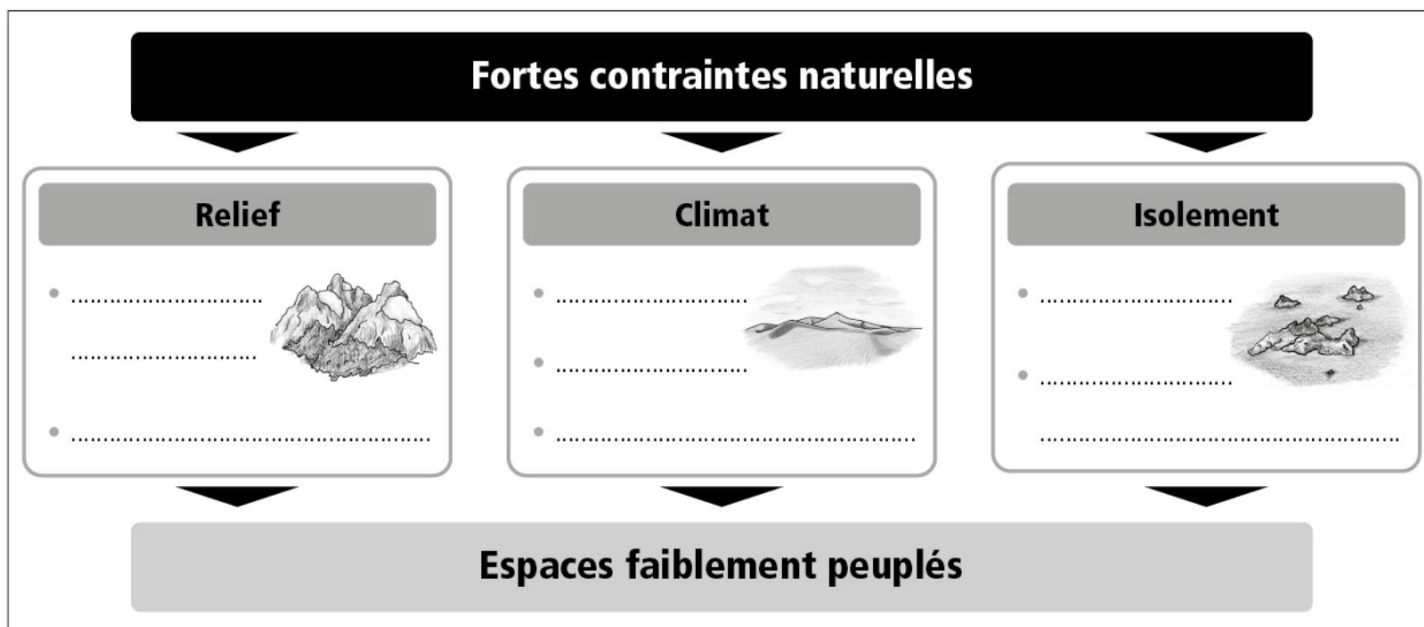 Fortes contraintes naturelles
Relief
Climat
Isolement
Espaces faiblement peuplés